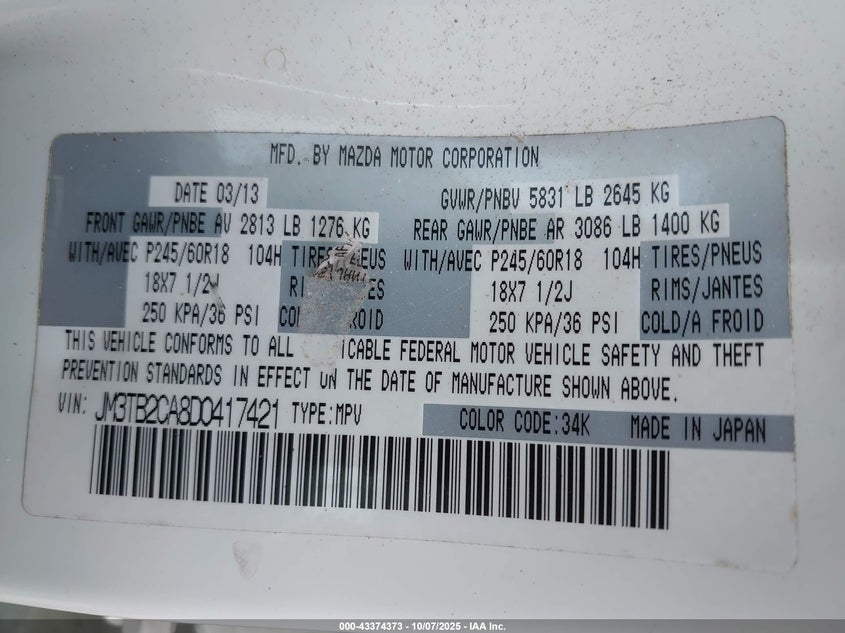 MFD. BY MAZDA MOTOR CORPORATION
DATE 03/13 GVWR/PNBV 5831 LB 2645 KG
FRONT GAWR/PNBE AV 2813 LB 1276 KG REAR GAWR/PNBE AR 3086 LB 1400 KG
WITH/AVEC P245/60R18 104H WITH/AVEC P245/60R18 104H TIRES/PNEUS
18X7 1/2J 18X7 1/2J RIMS/JANTES
250 KPA/36 PSI 250 KPA/36 PSI COLD/A FROID
THIS VEHICLE CONFORMS TO ALL FEDERAL MOTOR VEHICLE SAFETY AND THEFT
PREVENTION STANDARDS IN EFFECT ON THE DATE OF MANUFACTURE SHOWN ABOVE.
VIN: JM3TB2CA8D0417421 TYPE:MPV COLOR CODE:34K MADE IN JAPAN
000-43374373 - 10/07/2025 - IAA Inc.